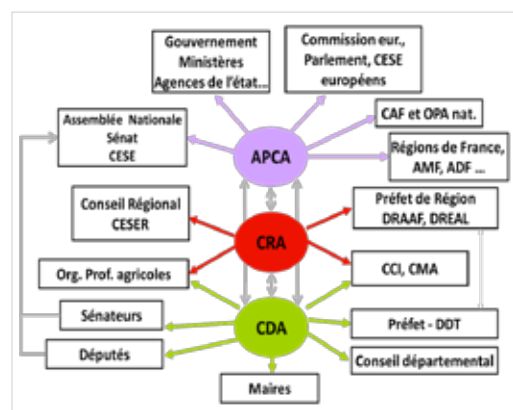 Gouvernement
Ministères
Agences de l'état...
Commission eur.,
Parlement, CESE
européens
Assemblée Nationale
Sénat
CESE
CAF et OPA nat.
APCA
Régions de France,
AMF, ADF ...
Conseil Régional
CESER
Préfet de Région
DRAAF, DREAL
CRA
Org. Prof. agricoles
CCI, CMA
Sénateurs
CDA
Préfet - DDT
Députés
Conseil départemental
Maires